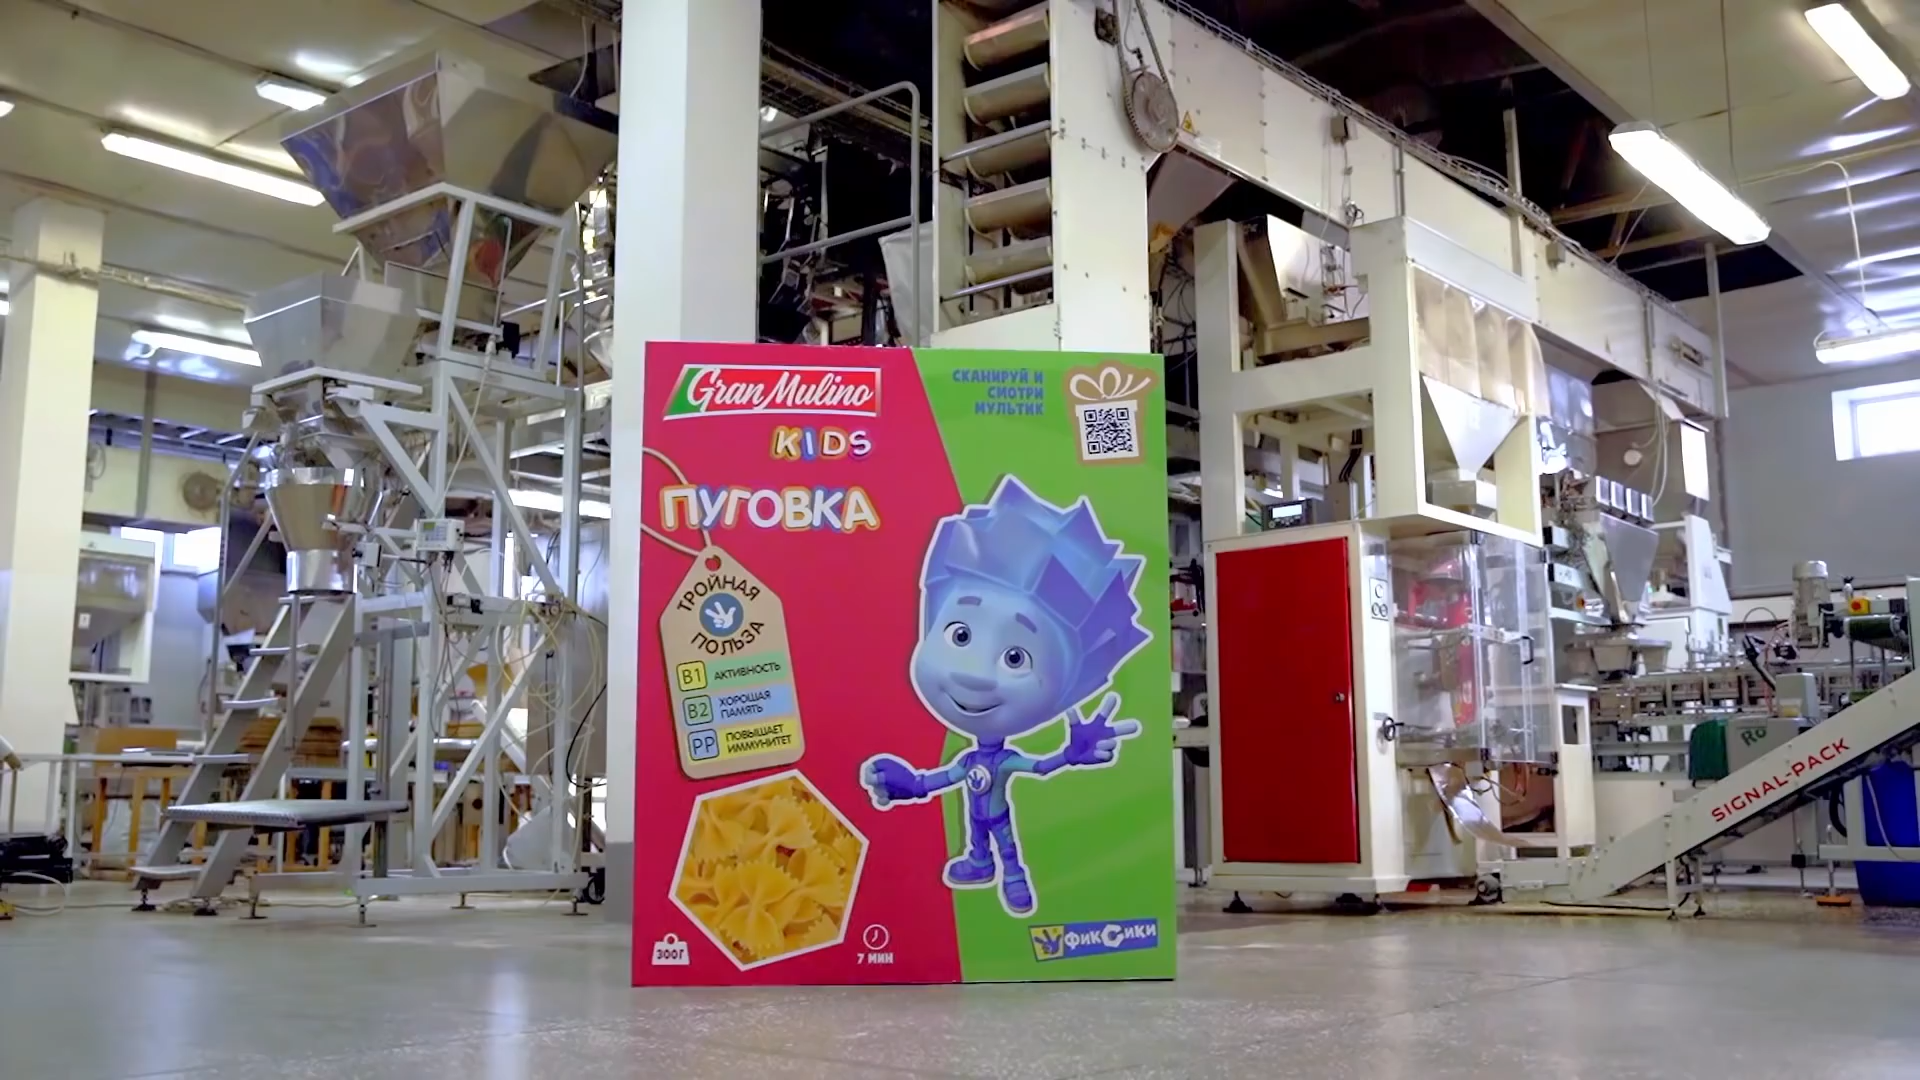 Gran Mulino
KIDS
ПУГОВКА
ТРОЙНАЯ
ПОЛЬЗА
B1 АКТИВНОСТЬ
B2 ХОРОШАЯ
ПАМЯТЬ
PP ПОВЫШАЕТ
ИММУНИТЕТ
300Г
7 МИН
СКАНИРУЙ И
СМОТРИ
МУЛЬТИК
ФИКСИКИ
SIGNAL-PACK
Ro